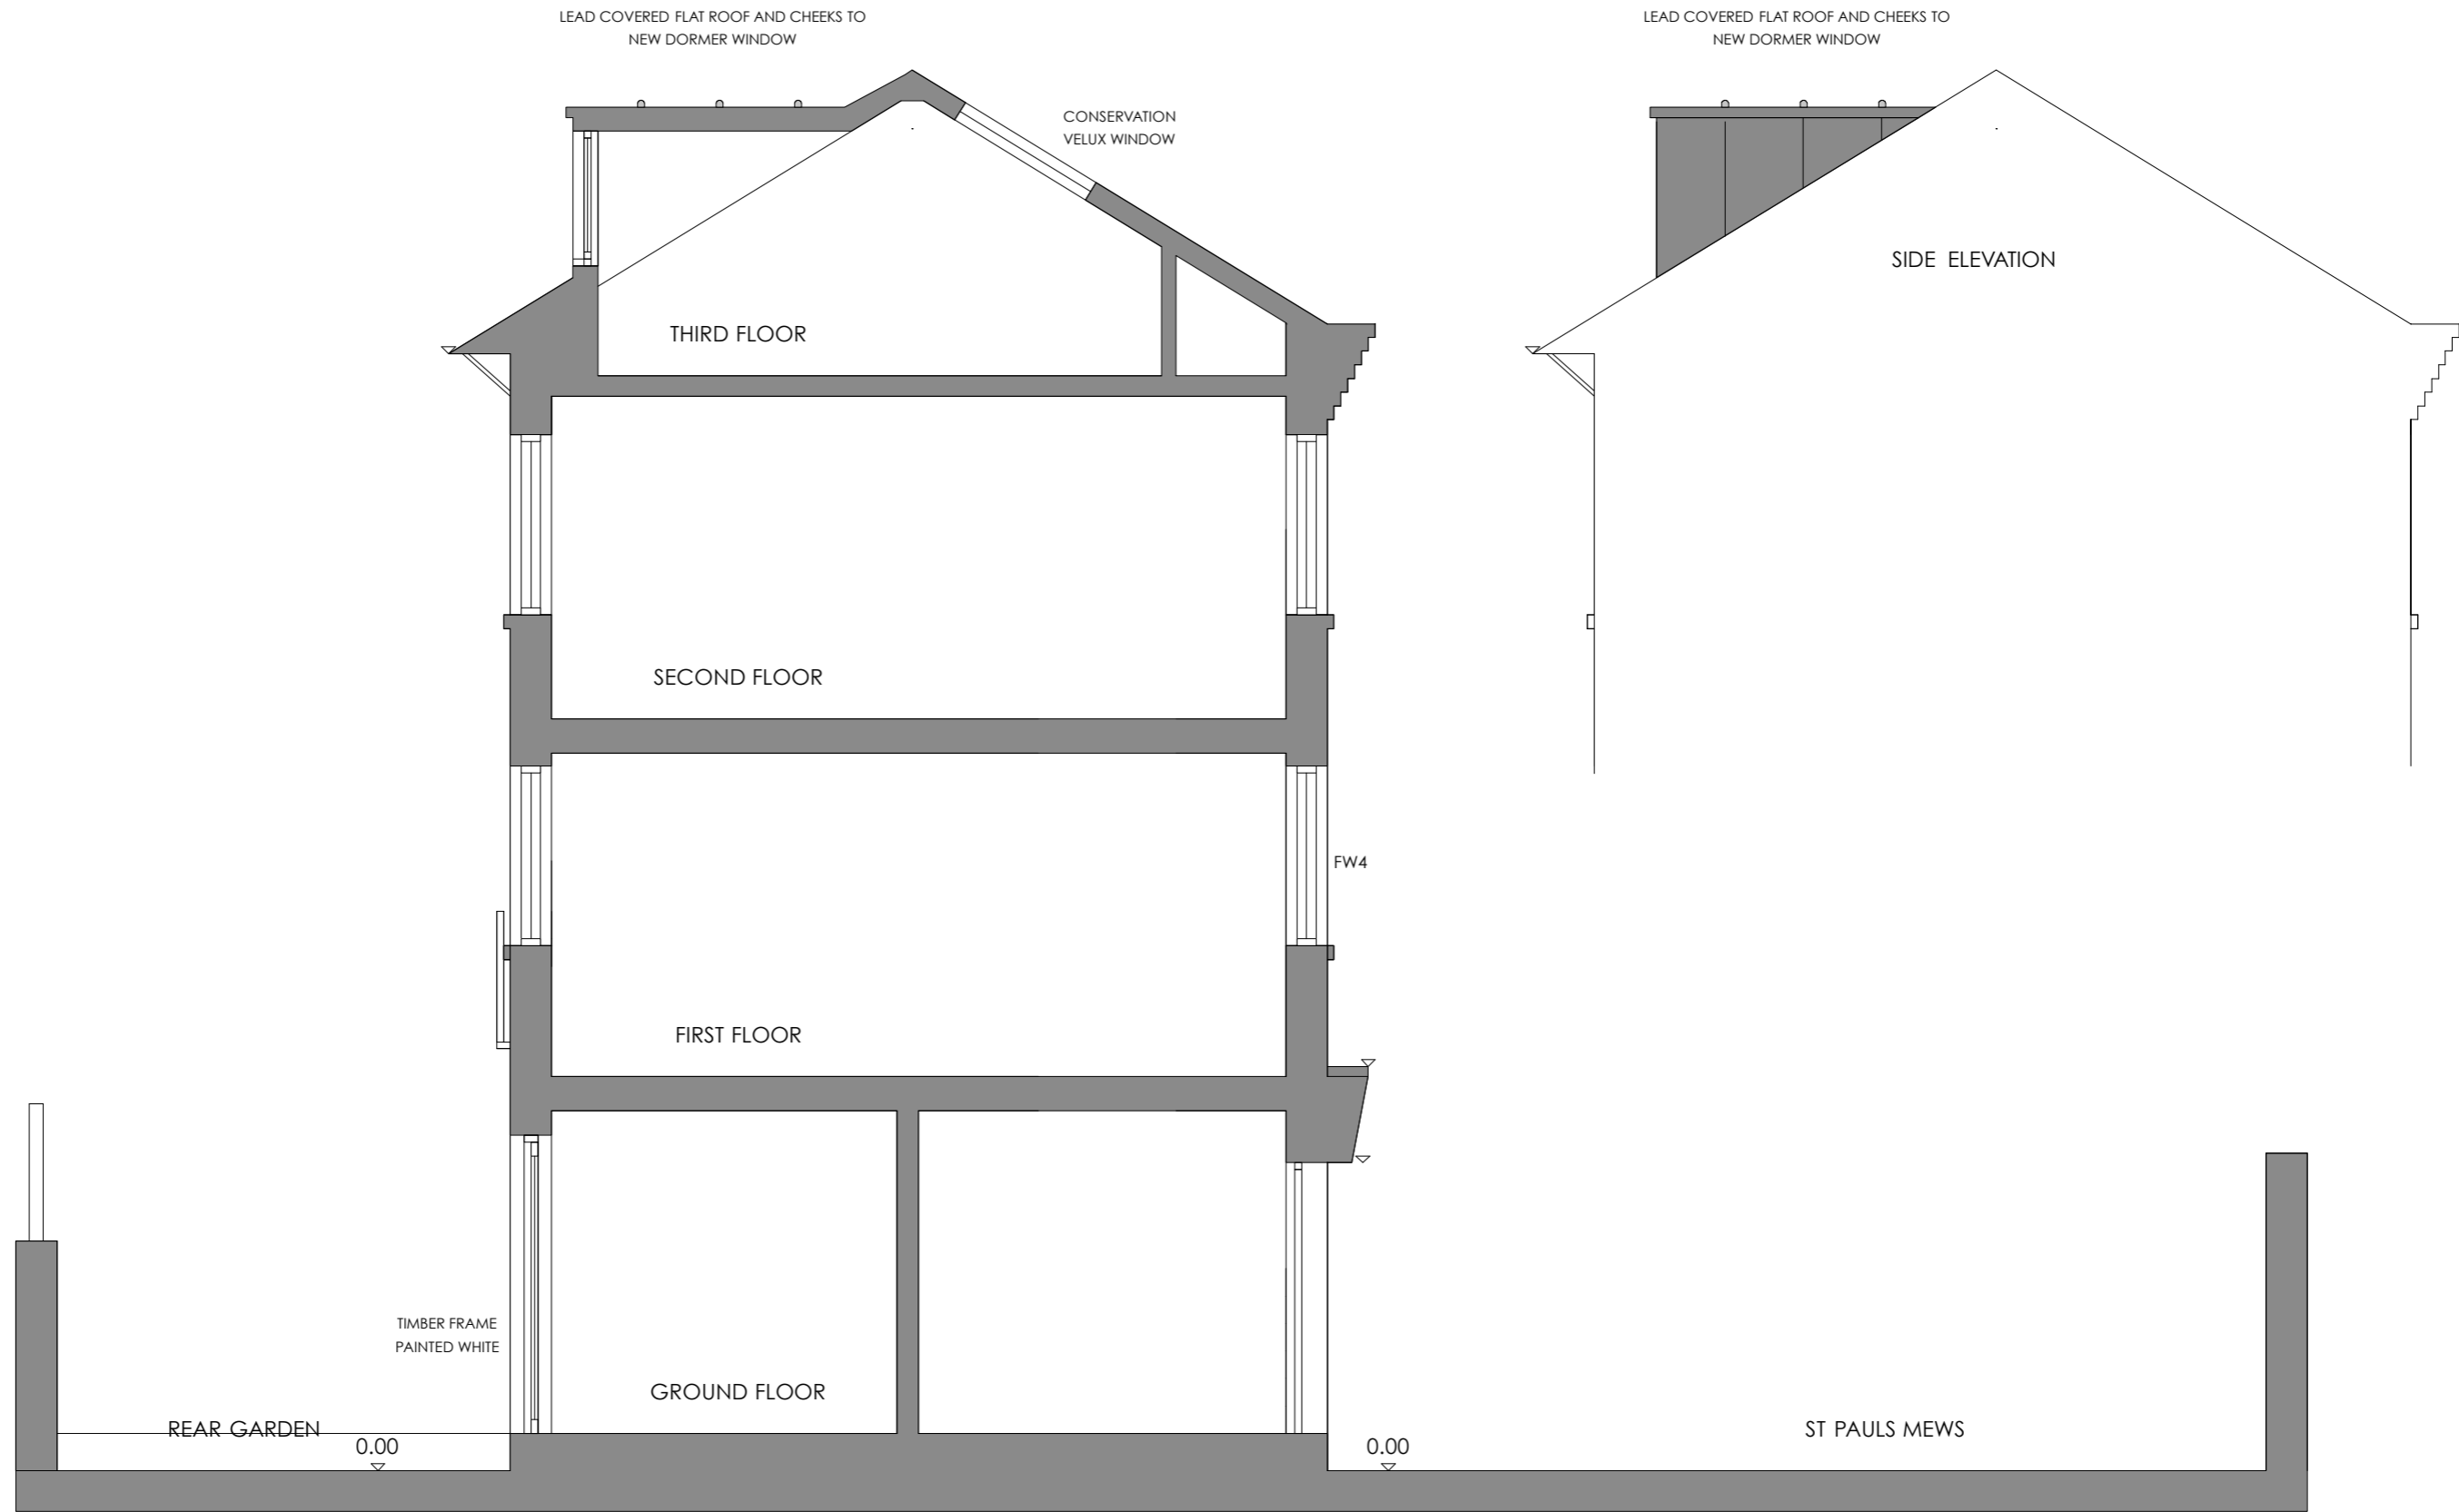 LEAD COVERED FLAT ROOF AND CHEEKS TO
NEW DORMER WINDOW
LEAD COVERED FLAT ROOF AND CHEEKS TO
NEW DORMER WINDOW
CONSERVATION
VELUX WINDOW
SIDE ELEVATION
THIRD FLOOR
SECOND FLOOR
FW4
FIRST FLOOR
TIMBER FRAME
PAINTED WHITE
GROUND FLOOR
REAR GARDEN
ST PAULS MEWS
0.00
0.00